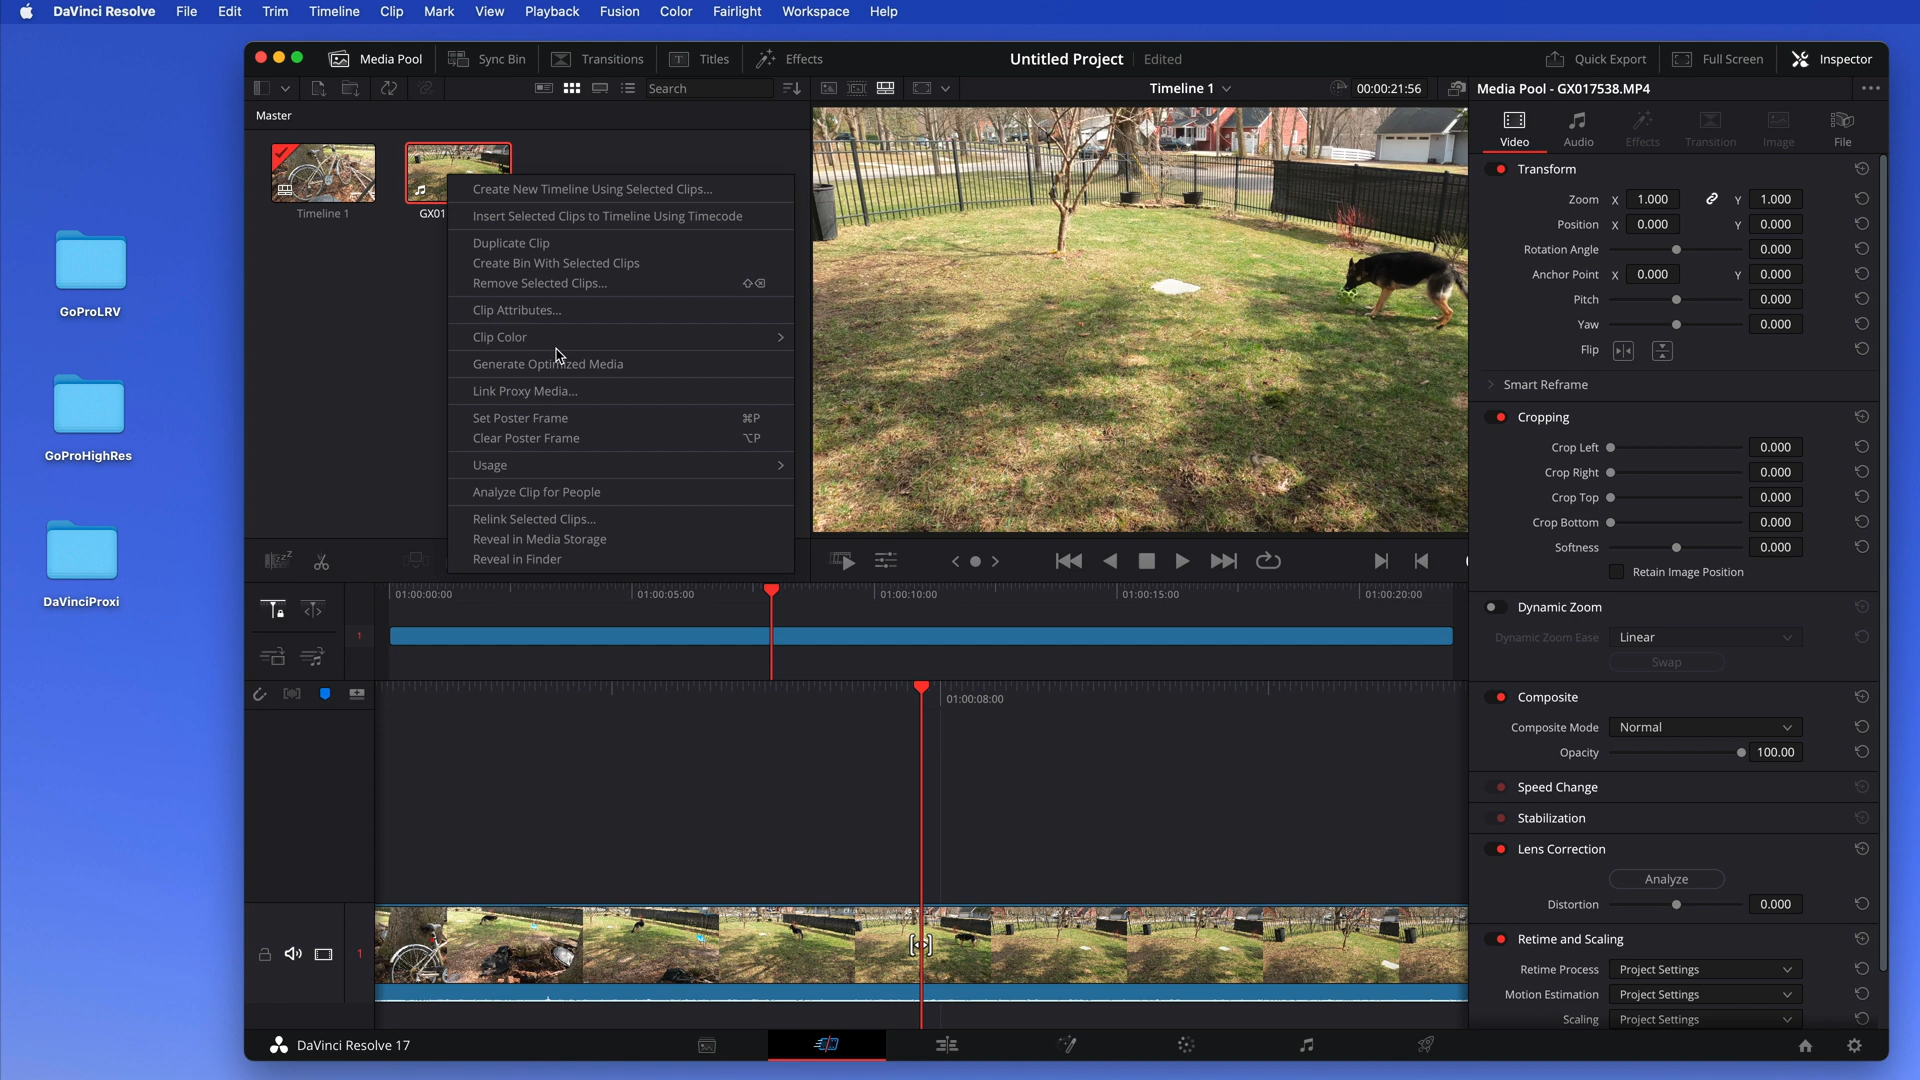 DaVinci Resolve File Edit Trim Timeline Clip Mark View Playback Fusion Color Fairlight Workspace Help
Media Pool Sync Bin Transitions Titles Effects Untitled Project Edited Quick Export Full Screen Inspector
Search Timeline 1 00:00:21:56 Media Pool - GX017538.MP4
Master
Video Audio Effects Transition Image File
Timeline 1
GX01
Create New Timeline Using Selected Clips...
Insert Selected Clips to Timeline Using Timecode
Duplicate Clip
Create Bin With Selected Clips
Remove Selected Clips... ⇧⌫
Clip Attributes...
Clip Color
Generate Optimized Media
Link Proxy Media...
Set Poster Frame ⌘P
Clear Poster Frame ⌥P
Usage
Analyze Clip for People
Relink Selected Clips...
Reveal in Media Storage
Reveal in Finder
GoProLRV
GoProHighRes
DaVinciProxi
Transform
Zoom X 1.000 Y 1.000
Position X 0.000 Y 0.000
Rotation Angle 0.000
Anchor Point X 0.000 Y 0.000
Pitch 0.000
Yaw 0.000
Flip
Smart Reframe
Cropping
Crop Left 0.000
Crop Right 0.000
Crop Top 0.000
Crop Bottom 0.000
Softness 0.000
Retain Image Position
Dynamic Zoom
Dynamic Zoom Ease Linear
Swap
Composite
Composite Mode Normal
Opacity 100.00
Speed Change
Stabilization
Lens Correction
Analyze
Distortion 0.000
Retime and Scaling
Retime Process Project Settings
Motion Estimation Project Settings
Scaling Project Settings
01:00:00:00 01:00:05:00 01:00:10:00 01:00:15:00 01:00:20:00
1
01:00:08:00
1
DaVinci Resolve 17